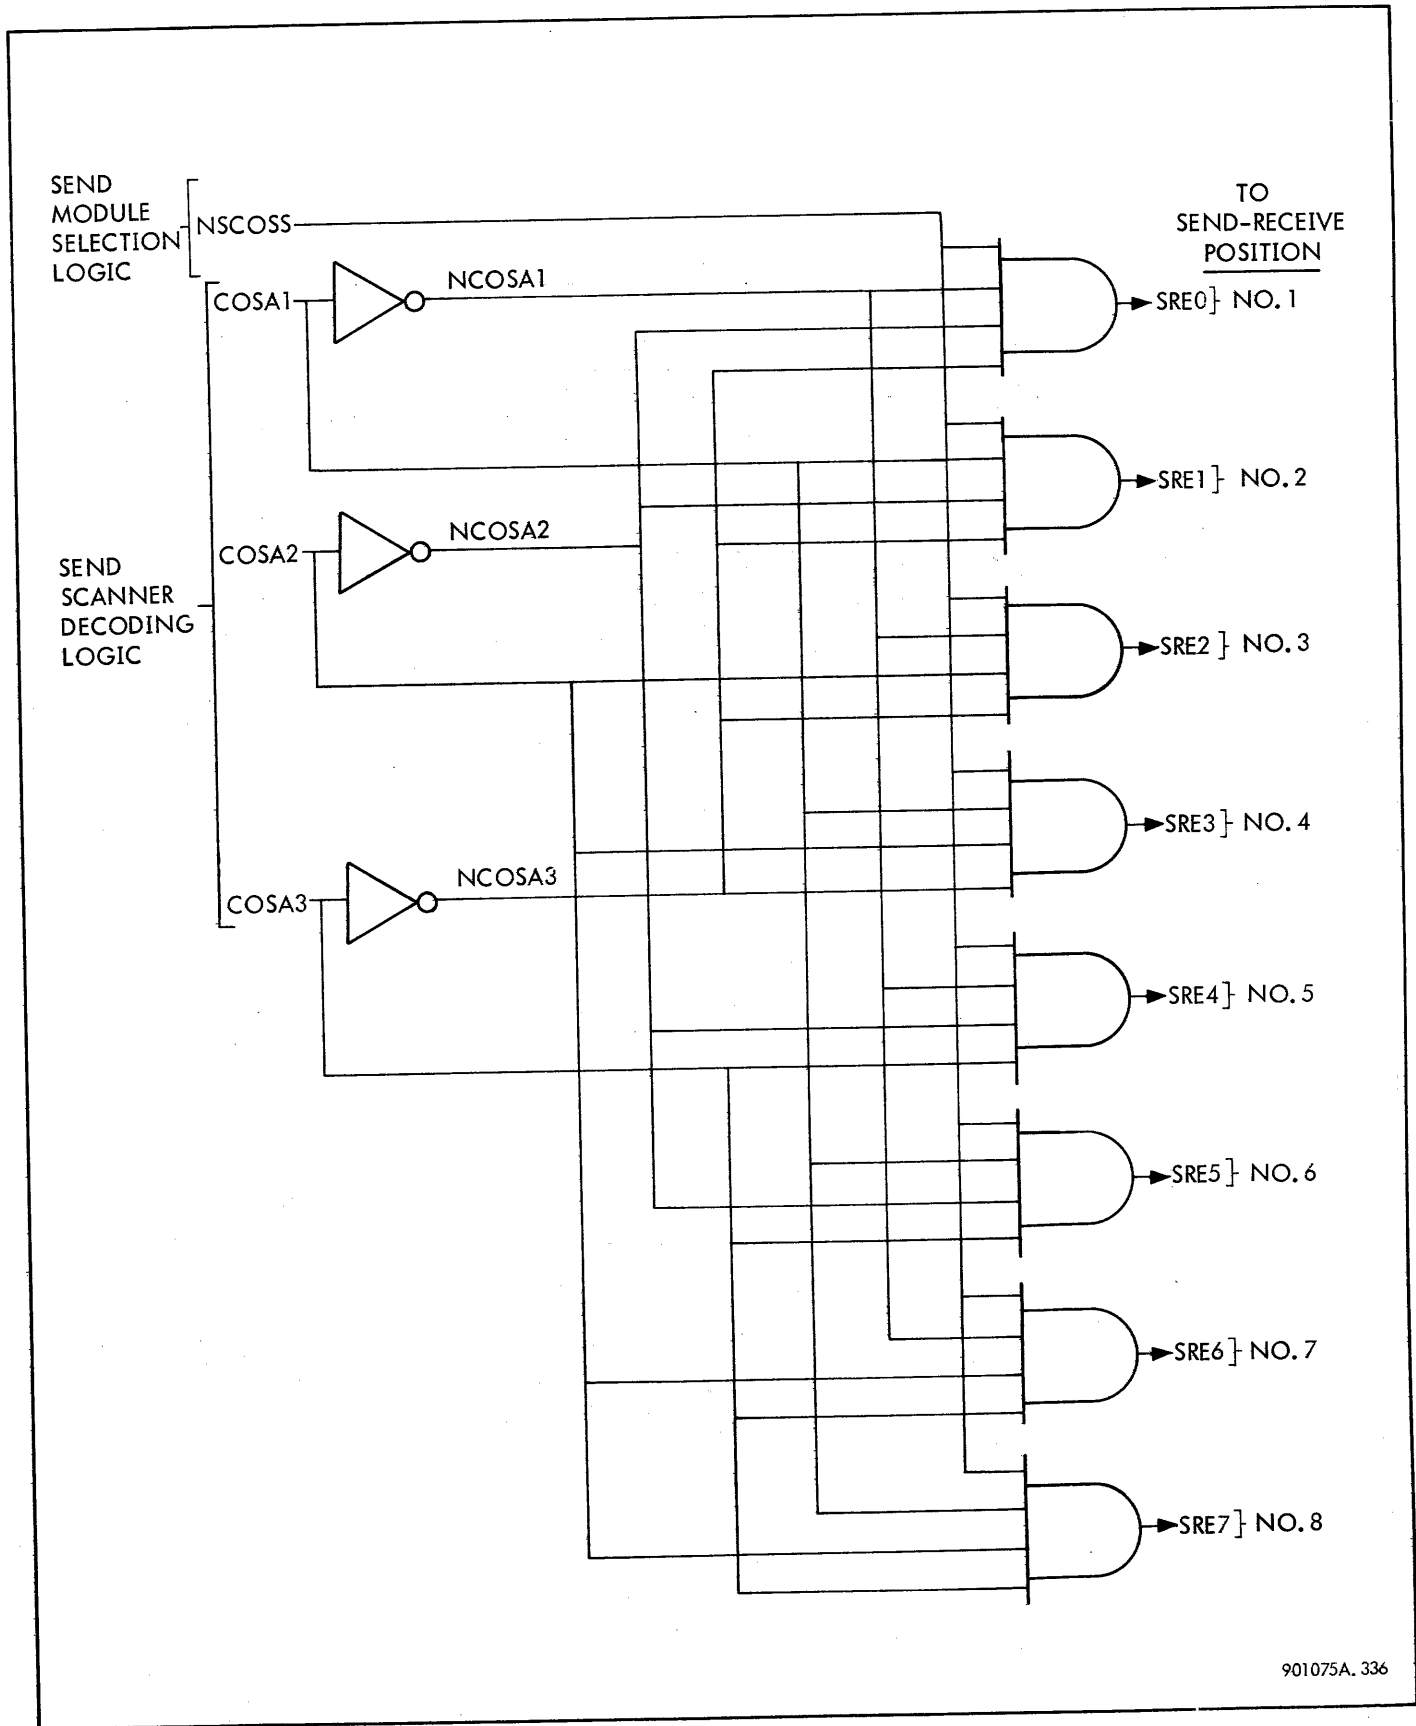 SEND
MODULE
SELECTION
LOGIC
NSCOSS
TO
SEND-RECEIVE
POSITION
COSA1
NCOSA1
SRE0} NO. 1
SRE1} NO. 2
COSA2
NCOSA2
SEND
SCANNER
DECODING
LOGIC
SRE2} NO. 3
SRE3} NO. 4
COSA3
NCOSA3
SRE4} NO. 5
SRE5} NO. 6
SRE6} NO. 7
SRE7} NO. 8
901075A. 336